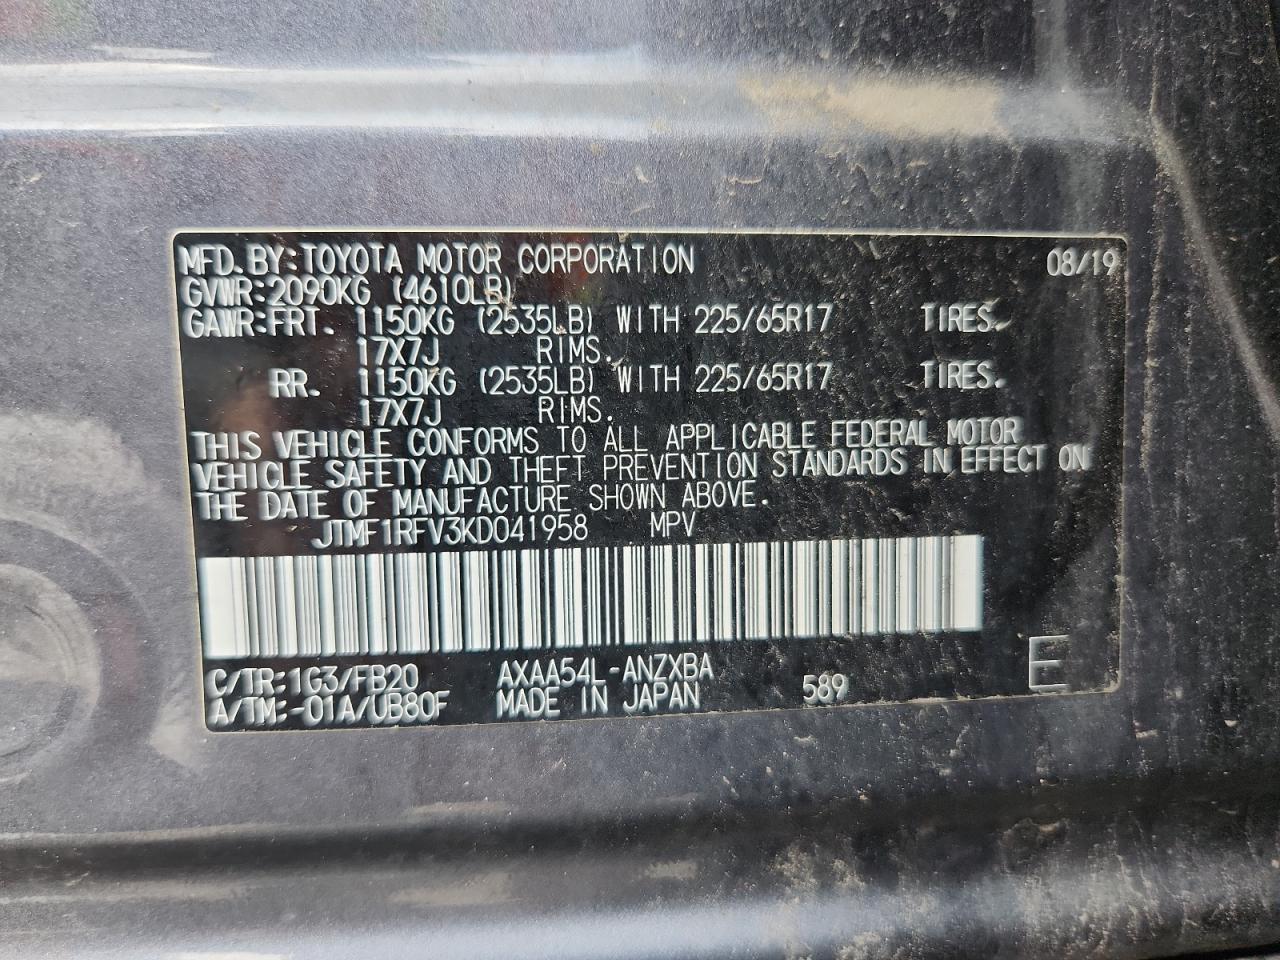 MFD. BY: TOYOTA MOTOR CORPORATION 08/19
GVWR: 2090KG (4610LB)
GAWR: FRT. 1150KG (2535LB) WITH 225/65R17 TIRES.
17X7J RIMS.
RR. 1150KG (2535LB) WITH 225/65R17 TIRES.
17X7J RIMS.
THIS VEHICLE CONFORMS TO ALL APPLICABLE FEDERAL MOTOR
VEHICLE SAFETY AND THEFT PREVENTION STANDARDS IN EFFECT ON
THE DATE OF MANUFACTURE SHOWN ABOVE.
JTMF1RFV3KD041958 MPV
C/TR: 1G3/FB20 AXAA54L-ANZXBA
A/TM: -01A/UB80F MADE IN JAPAN 589 E